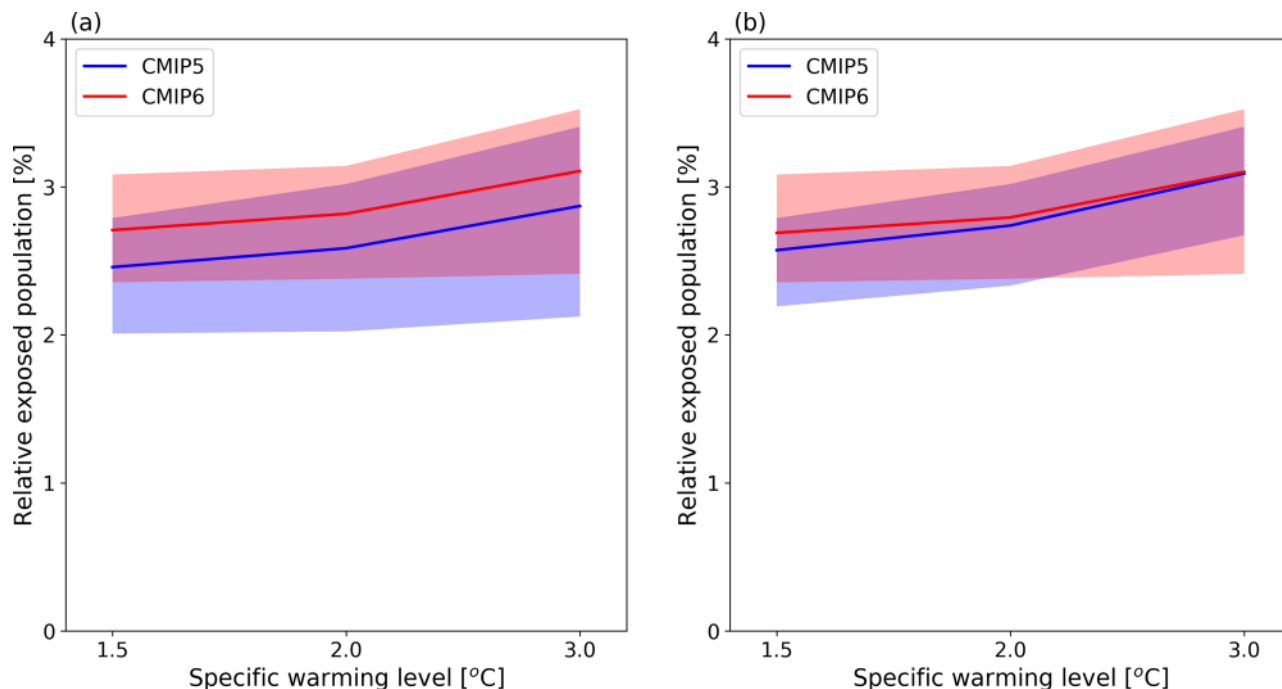 (a)
CMIP5
CMIP6
4
3
2
1
0
Relative exposed population [%]
1.5
2.0
3.0
Specific warming level [°C]
(b)
CMIP5
CMIP6
4
3
2
1
0
Relative exposed population [%]
1.5
2.0
3.0
Specific warming level [°C]